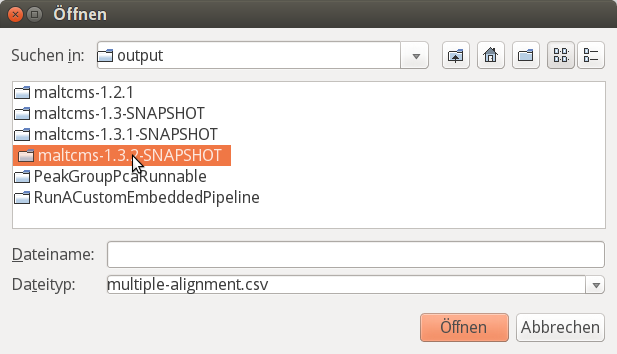 Öffnen
Suchen in: output
maltcms-1.2.1
maltcms-1.3-SNAPSHOT
maltcms-1.3.1-SNAPSHOT
maltcms-1.3.2-SNAPSHOT
PeakGroupPcaRunnable
RunACustomEmbeddedPipeline
Dateiname:
Dateityp: multiple-alignment.csv
Öffnen Abbrechen